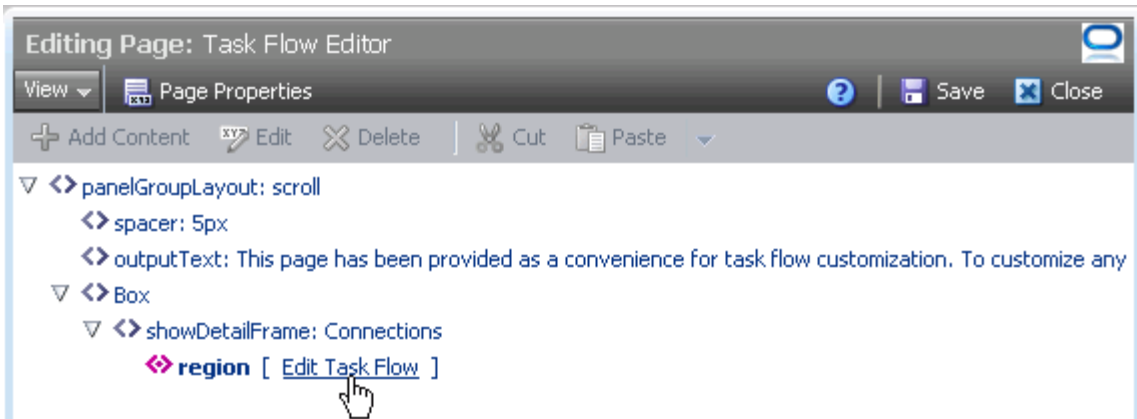 Editing Page: Task Flow Editor
View Page Properties ? Save Close
Add Content Edit Delete Cut Paste
panelGroupLayout: scroll
spacer: 5px
outputText: This page has been provided as a convenience for task flow customization. To customize any
Box
showDetailFrame: Connections
region [ Edit Task Flow ]